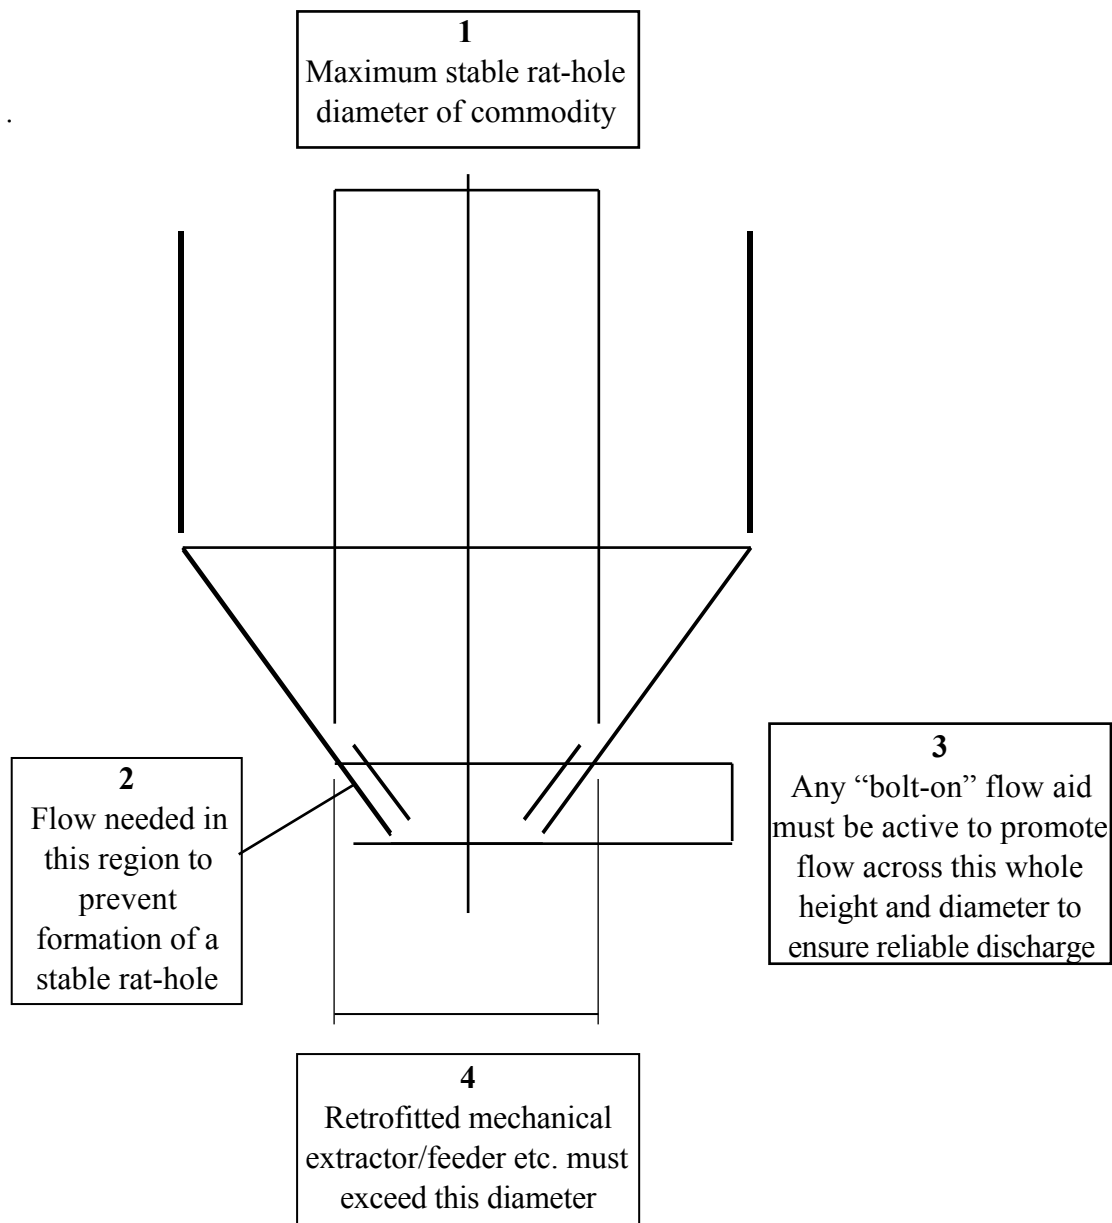 1
Maximum stable rat-hole
diameter of commodity
.
2
Flow needed in
this region to
prevent
formation of a
stable rat-hole
3
Any “bolt-on” flow aid
must be active to promote
flow across this whole
height and diameter to
ensure reliable discharge
4
Retrofitted mechanical
extractor/feeder etc. must
exceed this diameter